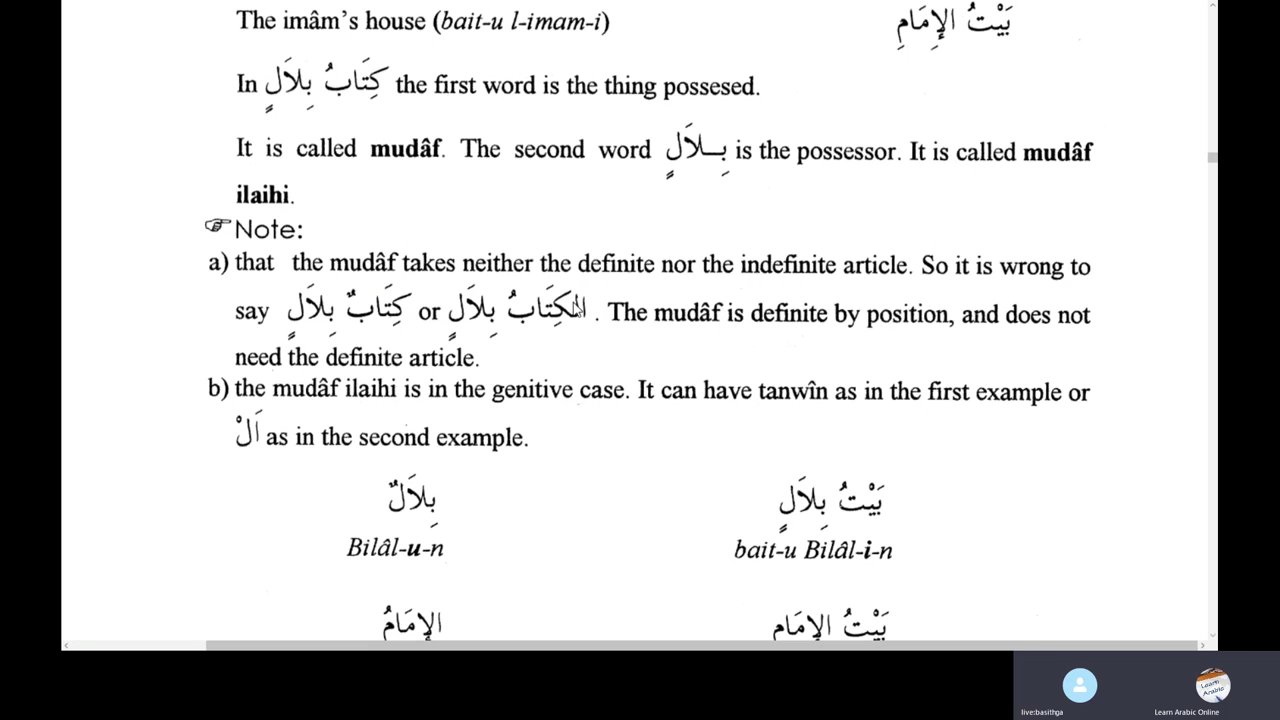 The imâm’s house (bait-u l-imam-i) بَيْتُ الإِمَامِ
In كِتَابُ بِلاَلٍ the first word is the thing possesed.
It is called mudâf. The second word بِـلاَلٍ is the possessor. It is called mudâf
ilaihi.
☞ Note:
a) that the mudâf takes neither the definite nor the indefinite article. So it is wrong to
say كِتَابٌ بِلاَلٍ or الكِتَابُ بِلاَلٍ . The mudâf is definite by position, and does not
need the definite article.
b) the mudâf ilaihi is in the genitive case. It can have tanwîn as in the first example or
اَلْ as in the second example.
بِلاَلٌ بَيْتُ بِلاَلٍ
Bilâl-u-n bait-u Bilâl-i-n
الإِمَامُ بَيْتُ الإِمَامِ
live:basithga Learn Arabic Online
Learn
Arabic